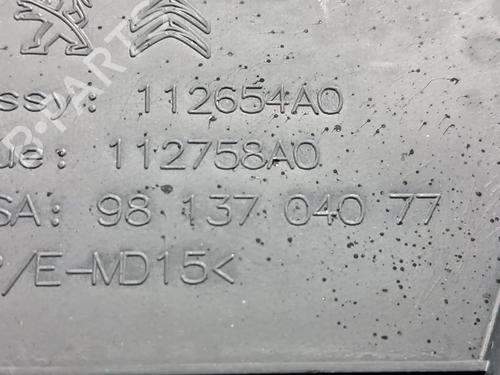 ssy: 112654A0
ue: 112758A0
SA: 98 137 040 77
P/E-MD15<